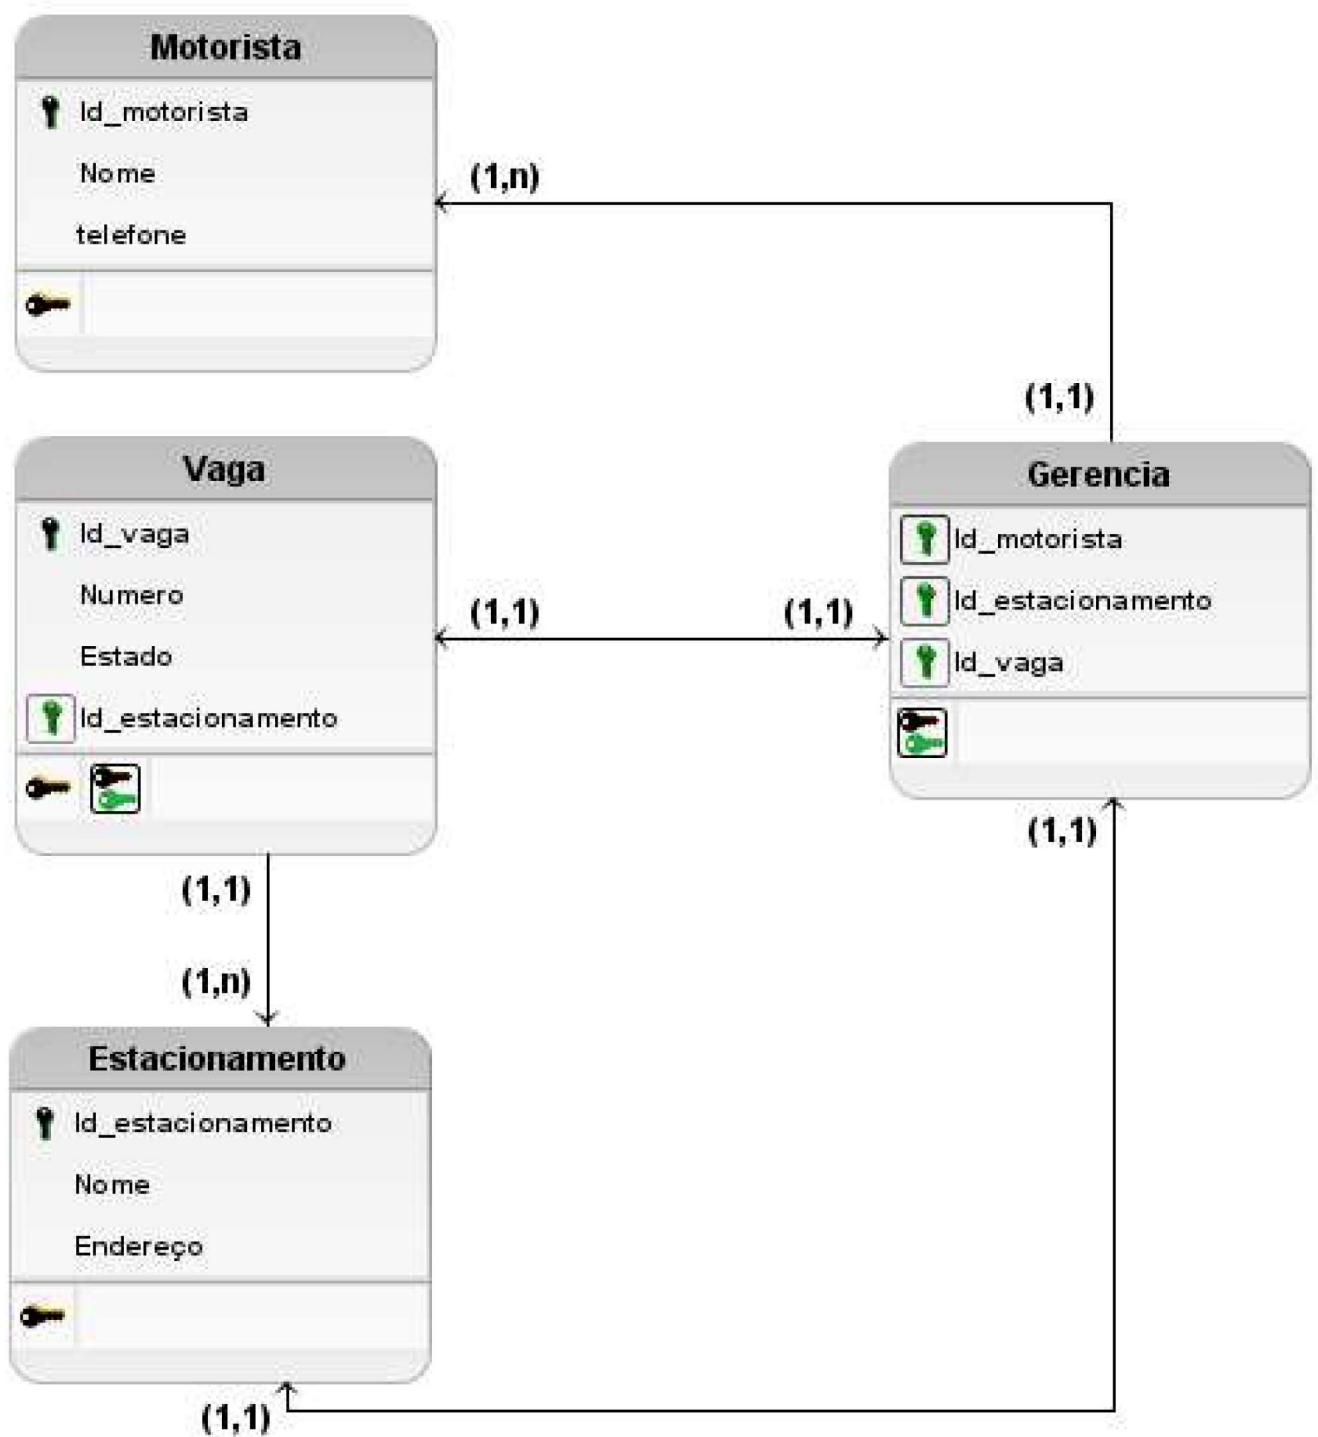 Motorista
Id_motorista
Nome
telefone
(1,n)
(1,1)
Vaga
Id_vaga
Numero
Estado
Id_estacionamento
(1,1)
(1,1)
Gerencia
Id_motorista
Id_estacionamento
Id_vaga
(1,1)
(1,1)
(1,n)
Estacionamento
Id_estacionamento
Nome
Endereço
(1,1)